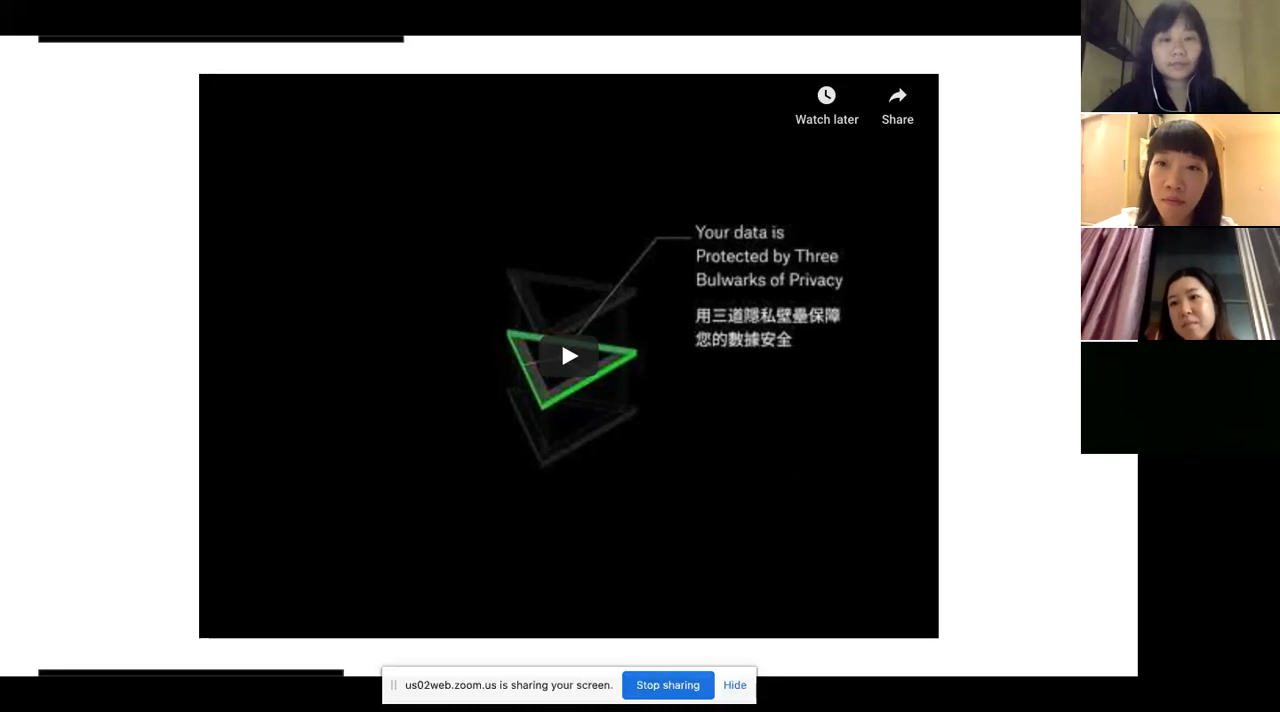 Watch later
Share
Your data is
Protected by Three
Bulwarks of Privacy
用三道隱私壁壘保障
您的數據安全
us02web.zoom.us is sharing your screen.
Stop sharing
Hide